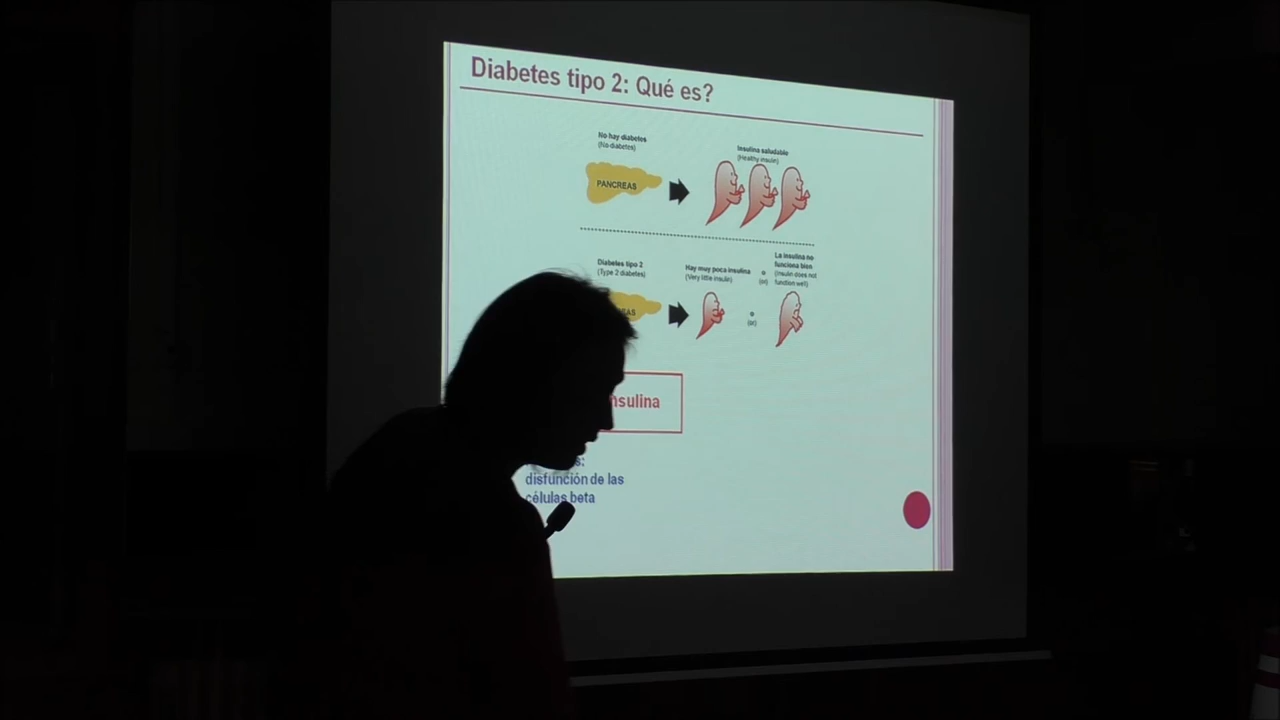 Diabetes tipo 2: Qué es?
No hay diabetes
(No diabetes)
Insulina saludable
(Healthy insulin)
PANCREAS
Diabetes tipo 2
(Type 2 diabetes)
Hay muy poca insulina
(Very little insulin)
o
(or)
La insulina no
funciona bien
(Insulin does not
function well)
o
(or)
nsulina
disfunción de las
células beta